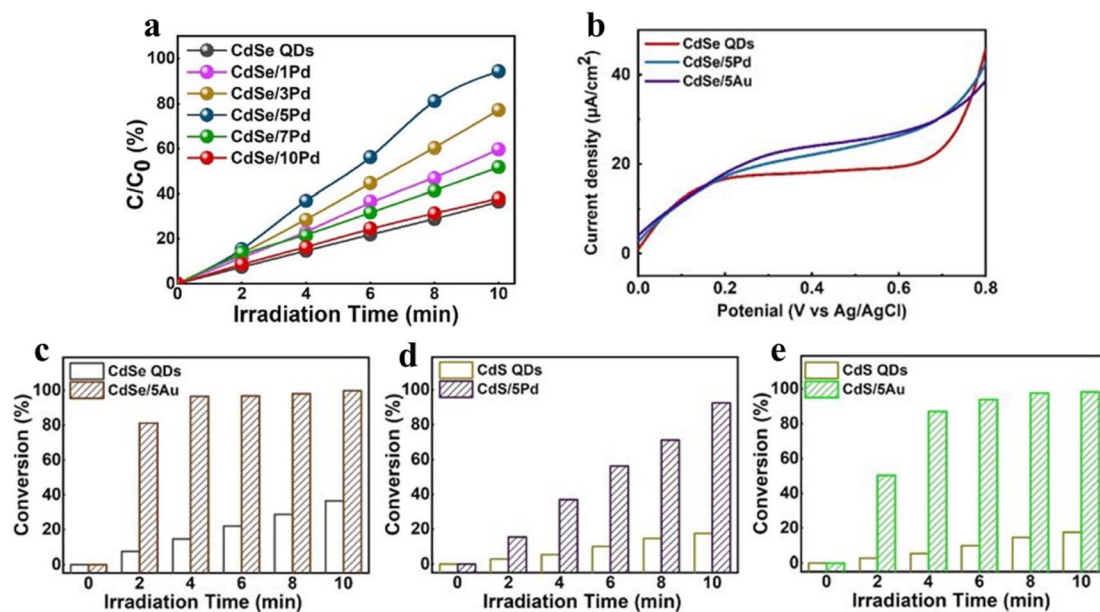 a
CdSe QDs
CdSe/1Pd
CdSe/3Pd
CdSe/5Pd
CdSe/7Pd
CdSe/10Pd
C/C0 (%)
100
80
60
40
20
0
0 2 4 6 8 10
Irradiation Time (min)
b
CdSe QDs
CdSe/5Pd
CdSe/5Au
Current density (μA/cm²)
40
20
0
0.0 0.2 0.4 0.6 0.8
Potenial (V vs Ag/AgCl)
c
CdSe QDs
CdSe/5Au
Conversion (%)
100
80
60
40
20
0
0 2 4 6 8 10
Irradiation Time (min)
d
CdS QDs
CdS/5Pd
Conversion (%)
100
80
60
40
20
0
0 2 4 6 8 10
Irradiation Time (min)
e
CdS QDs
CdS/5Au
Conversion (%)
100
80
60
40
20
0
0 2 4 6 8 10
Irradiation Time (min)